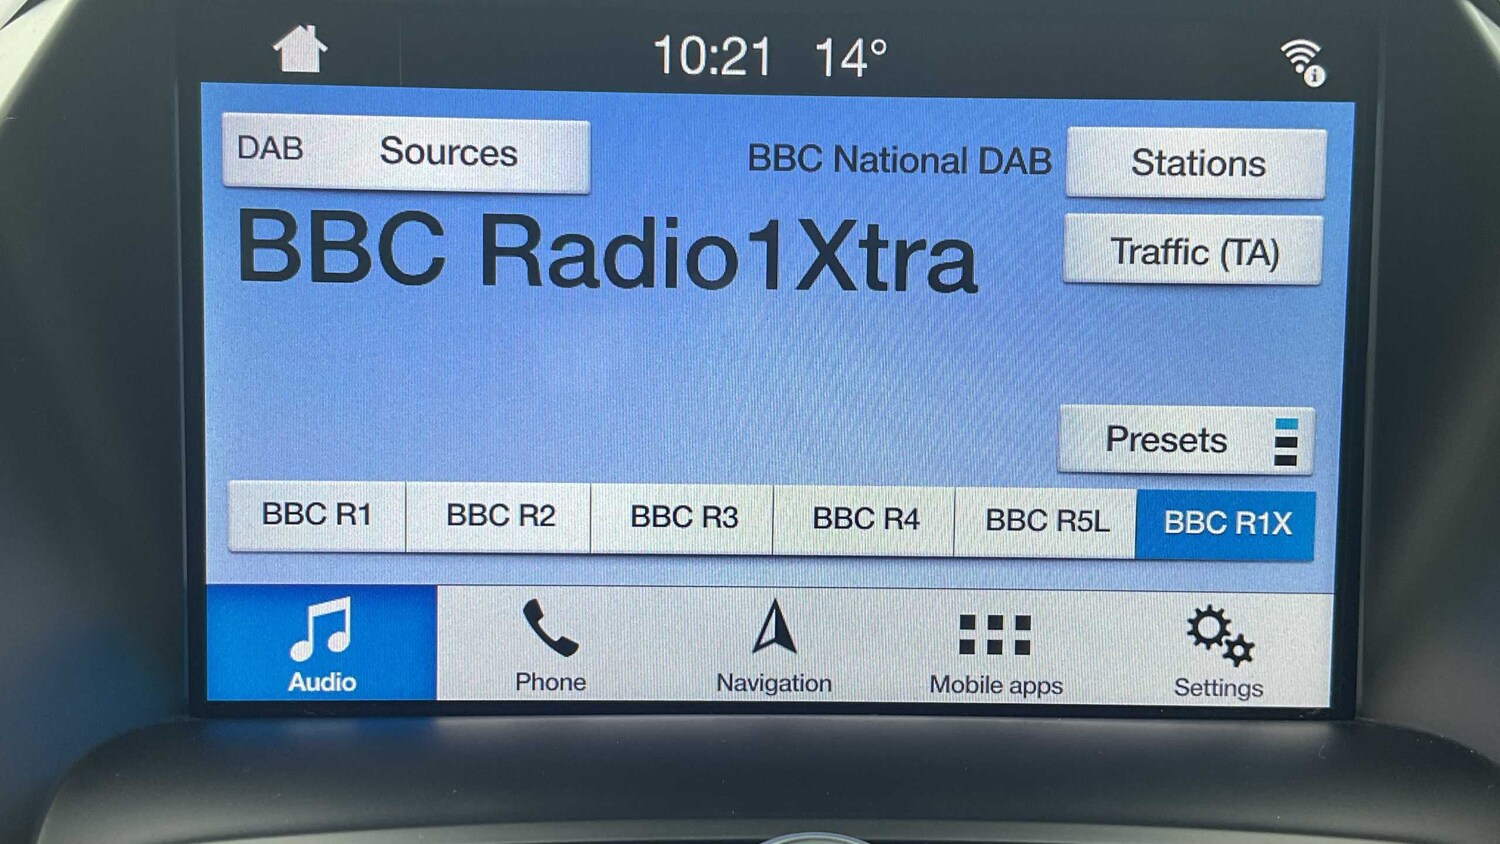 10:21 14°
DAB Sources
BBC National DAB
Stations
BBC Radio1Xtra
Traffic (TA)
Presets
BBC R1
BBC R2
BBC R3
BBC R4
BBC R5L
BBC R1X
Audio
Phone
Navigation
Mobile apps
Settings